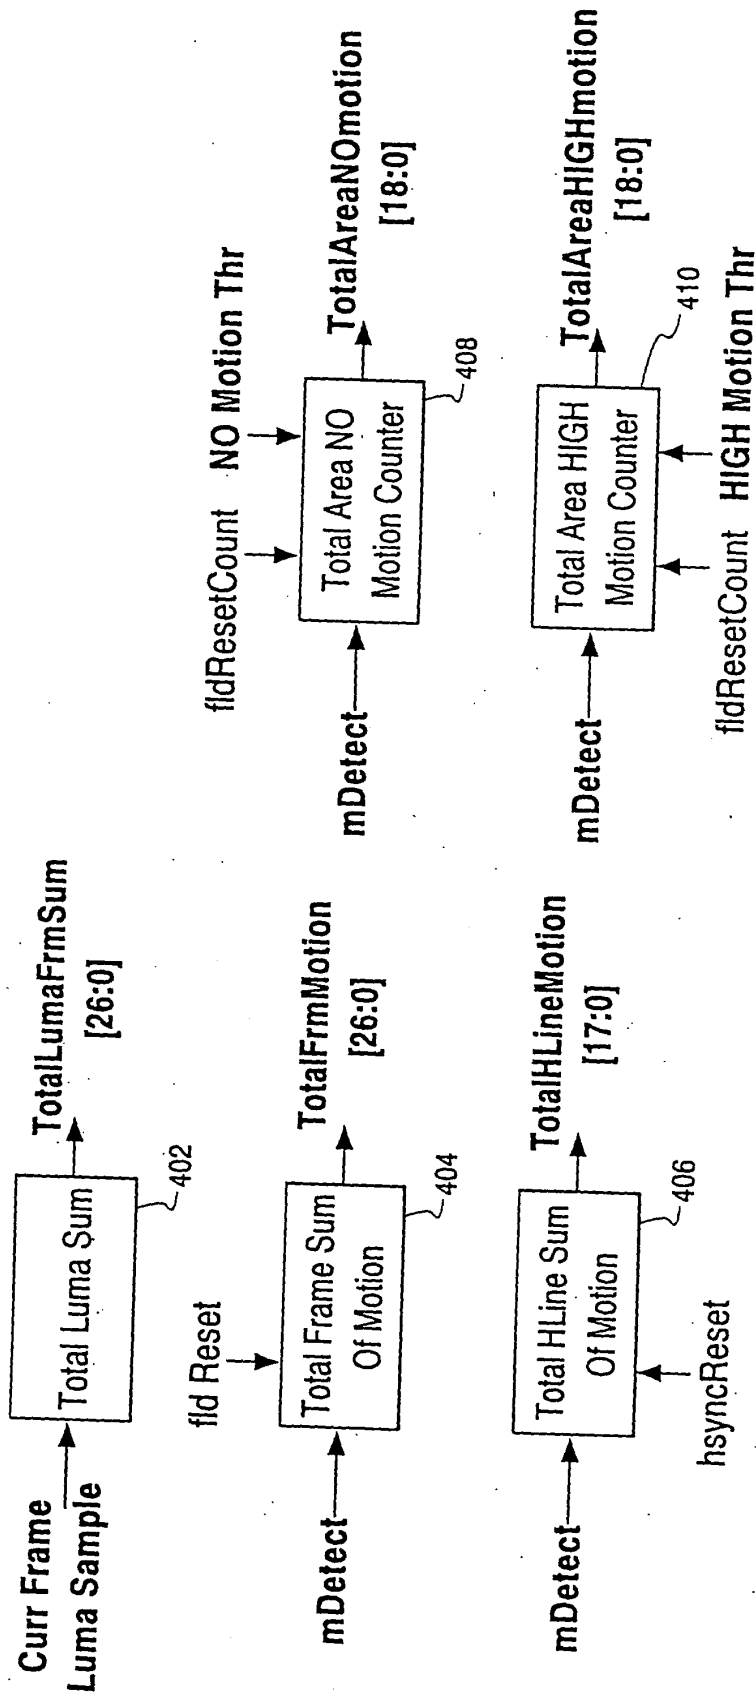 Curr Frame
Luma Sample
Total Luma Sum
402
TotalLumaFrmSum
[26:0]
fld Reset
mDetect
Total Frame Sum
Of Motion
404
TotalFrmMotion
[26:0]
mDetect
Total HLine Sum
Of Motion
406
hsyncReset
TotalHLineMotion
[17:0]
fldResetCount
NO Motion Thr
mDetect
Total Area NO
Motion Counter
408
TotalAreaNOmotion
[18:0]
mDetect
Total Area HIGH
Motion Counter
410
fldResetCount
HIGH Motion Thr
TotalAreaHIGHmotion
[18:0]